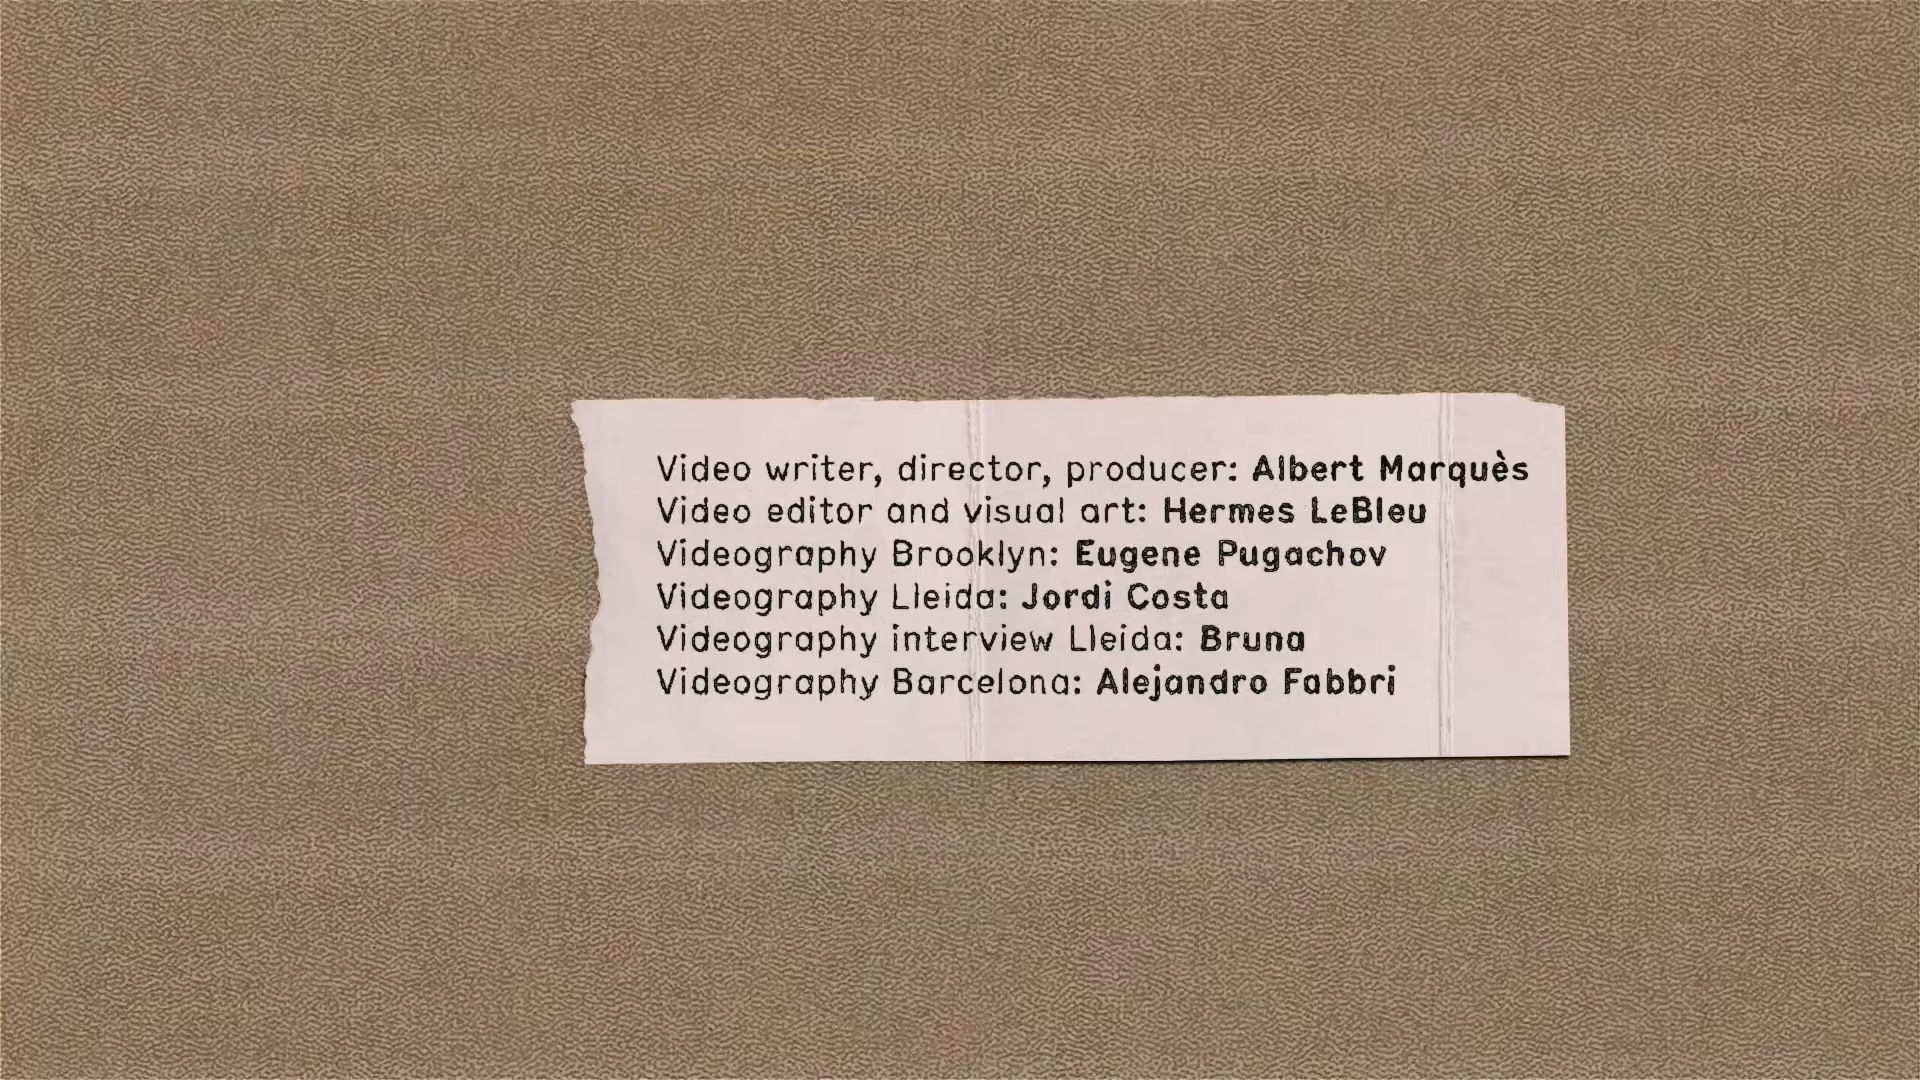 Video writer, director, producer: Albert Marquès
Video editor and visual art: Hermes LeBleu
Videography Brooklyn: Eugene Pugachov
Videography Lleida: Jordi Costa
Videography interview Lleida: Bruna
Videography Barcelona: Alejandro Fabbri